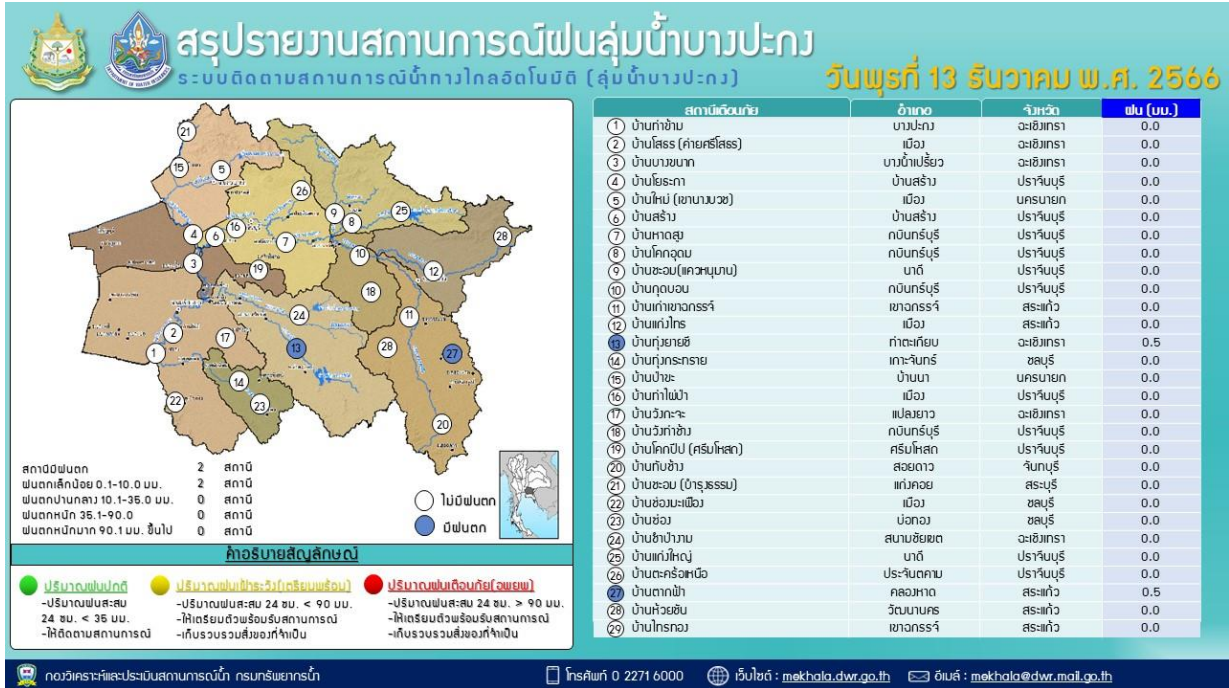 สรุปรายงานสถานการณ์ฝนลุ่มน้ำบางปะกง
ระบบติดตามสถานการณ์น้ำทางไกลอัตโนมัติ (ลุ่มน้ำบางปะกง)
วันพุธที่ 13 ธันวาคม พ.ศ. 2566
สถานีเตือนภัย อำเภอ จังหวัด ฝน (มม.)
1 บ้านท่าข้าม บางปะกง ฉะเชิงเทรา 0.0
2 บ้านโสธร (ค่ายศรีโสธร) เมือง ฉะเชิงเทรา 0.0
3 บ้านบางขนาก บางน้ำเปรี้ยว ฉะเชิงเทรา 0.0
4 บ้านโยธะกา บ้านสร้าง ปราจีนบุรี 0.0
5 บ้านใหม่ (เขานางบวช) เมือง นครนายก 0.0
6 บ้านสร้าง บ้านสร้าง ปราจีนบุรี 0.0
7 บ้านหาดสูง กบินทร์บุรี ปราจีนบุรี 0.0
8 บ้านโคกอุดม กบินทร์บุรี ปราจีนบุรี 0.0
9 บ้านชะอม(แควหนุมาน) นาดี ปราจีนบุรี 0.0
10 บ้านกุดบอน กบินทร์บุรี ปราจีนบุรี 0.0
11 บ้านเก่าเขาฉกรรจ์ เขาฉกรรจ์ สระแก้ว 0.0
12 บ้านแก่งไทร เมือง สระแก้ว 0.0
13 บ้านทุ่งยายชี ท่าตะเกียบ ฉะเชิงเทรา 0.5
14 บ้านทุ่งกระทราย เกาะจันทร์ ชลบุรี 0.0
15 บ้านป่าขะ บ้านนา นครนายก 0.0
16 บ้านท่าไผ่ป่า เมือง ปราจีนบุรี 0.0
17 บ้านวังกะจะ แปลงยาว ฉะเชิงเทรา 0.0
18 บ้านวังท่าช้าง กบินทร์บุรี ปราจีนบุรี 0.0
19 บ้านโคกปีป (ศรีมโหสถ) ศรีมโหสถ ปราจีนบุรี 0.0
20 บ้านทับช้าง สอยดาว จันทบุรี 0.0
21 บ้านชะอม (บำรุงธรรม) แก่งคอย สระบุรี 0.0
22 บ้านช่องมะเฟือง เมือง ชลบุรี 0.0
23 บ้านช่อง บ่อทอง ชลบุรี 0.0
24 บ้านชำป่างาม สนามชัยเขต ฉะเชิงเทรา 0.0
25 บ้านแก่งใหญ่ นาดี ปราจีนบุรี 0.0
26 บ้านตะคร้อเหนือ ประจันตคาม ปราจีนบุรี 0.0
27 บ้านตากฟ้า คลองหาด สระแก้ว 0.5
28 บ้านห้วยชัน วัฒนานคร สระแก้ว 0.0
29 บ้านไทรทอง เขาฉกรรจ์ สระแก้ว 0.0
21
15
5
26
9
8
25
16
4
6
7
10
28
3
19
12
18
24
11
2
17
13
28
27
1
14
22
23
20
สถานีมีฝนตก 2 สถานี
ฝนตกเล็กน้อย 0.1-10.0 มม. 2 สถานี
ฝนตกปานกลาง 10.1-35.0 มม. 0 สถานี
ฝนตกหนัก 35.1-90.0 0 สถานี
ฝนตกหนักมาก 90.1 มม. ขึ้นไป 0 สถานี
ไม่มีฝนตก
มีฝนตก
คำอธิบายสัญลักษณ์
ปริมาณฝนปกติ
-ปริมาณฝนสะสม
24 ชม. < 35 มม.
-ให้ติดตามสถานการณ์
ปริมาณฝนเฝ้าระวัง(เตรียมพร้อม)
-ปริมาณฝนสะสม 24 ชม. < 90 มม.
-ให้เตรียมตัวพร้อมรับสถานการณ์
-เก็บรวบรวมสิ่งของที่จำเป็น
ปริมาณฝนเตือนภัย(อพยพ)
-ปริมาณฝนสะสม 24 ชม. > 90 มม.
-ให้เตรียมตัวพร้อมรับสถานการณ์
-เก็บรวบรวมสิ่งของที่จำเป็น
กองวิเคราะห์และประเมินสถานการณ์น้ำ กรมทรัพยากรน้ำ
โทรศัพท์ 0 2271 6000
เว็บไซต์ : mekhala.dwr.go.th
อีเมล์ : mekhala@dwr.mail.go.th